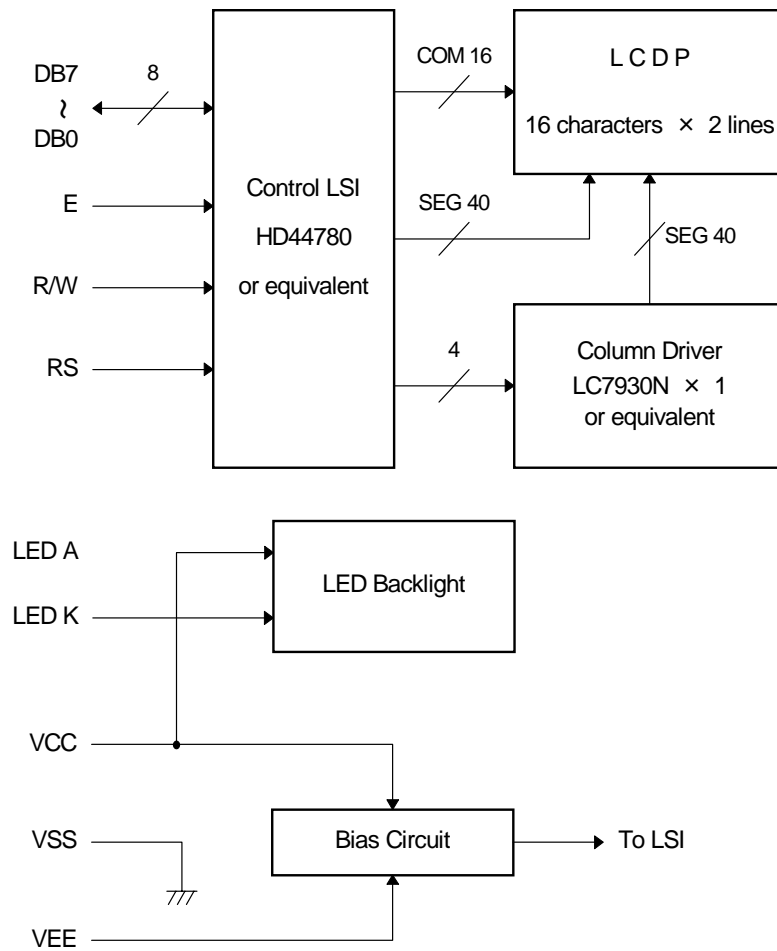 DB7
~
DB0
8
E
R/W
RS
Control LSI
HD44780
or equivalent
COM 16
SEG 40
4
L C D P
16 characters × 2 lines
SEG 40
Column Driver
LC7930N × 1
or equivalent
LED A
LED K
LED Backlight
VCC
VSS
VEE
Bias Circuit
To LSI